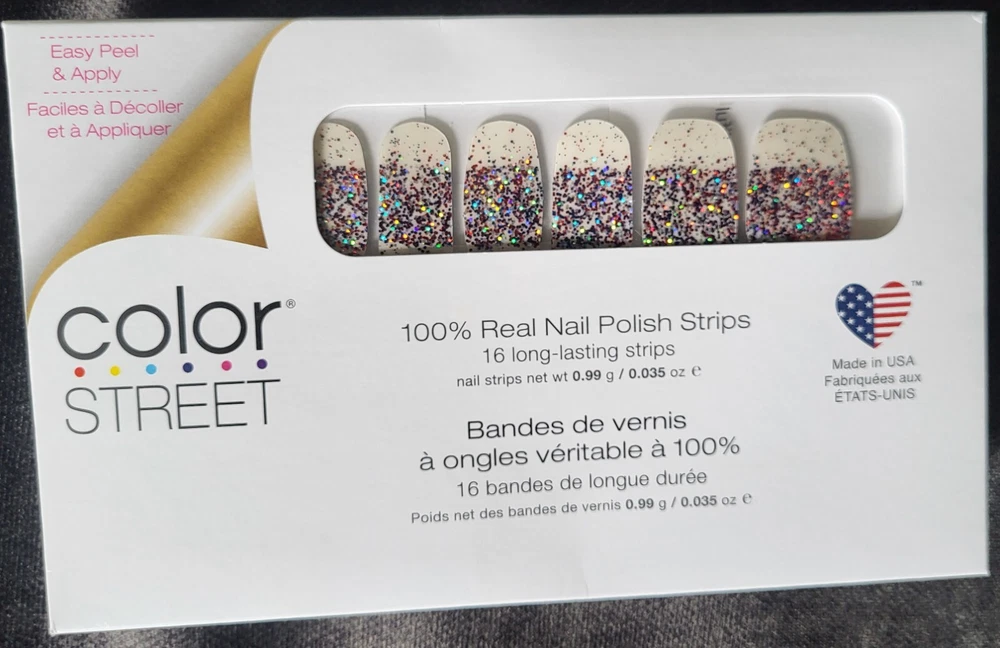 Easy Peel
& Apply
Faciles à Décoller
et à Appliquer
color®
STREET
100% Real Nail Polish Strips
16 long-lasting strips
nail strips net wt 0.99 g / 0.035 oz ℮
Bandes de vernis
à ongles véritable à 100%
16 bandes de longue durée
Poids net des bandes de vernis 0.99 g / 0.035 oz ℮
TM
Made in USA
Fabriquées aux
ÉTATS-UNIS